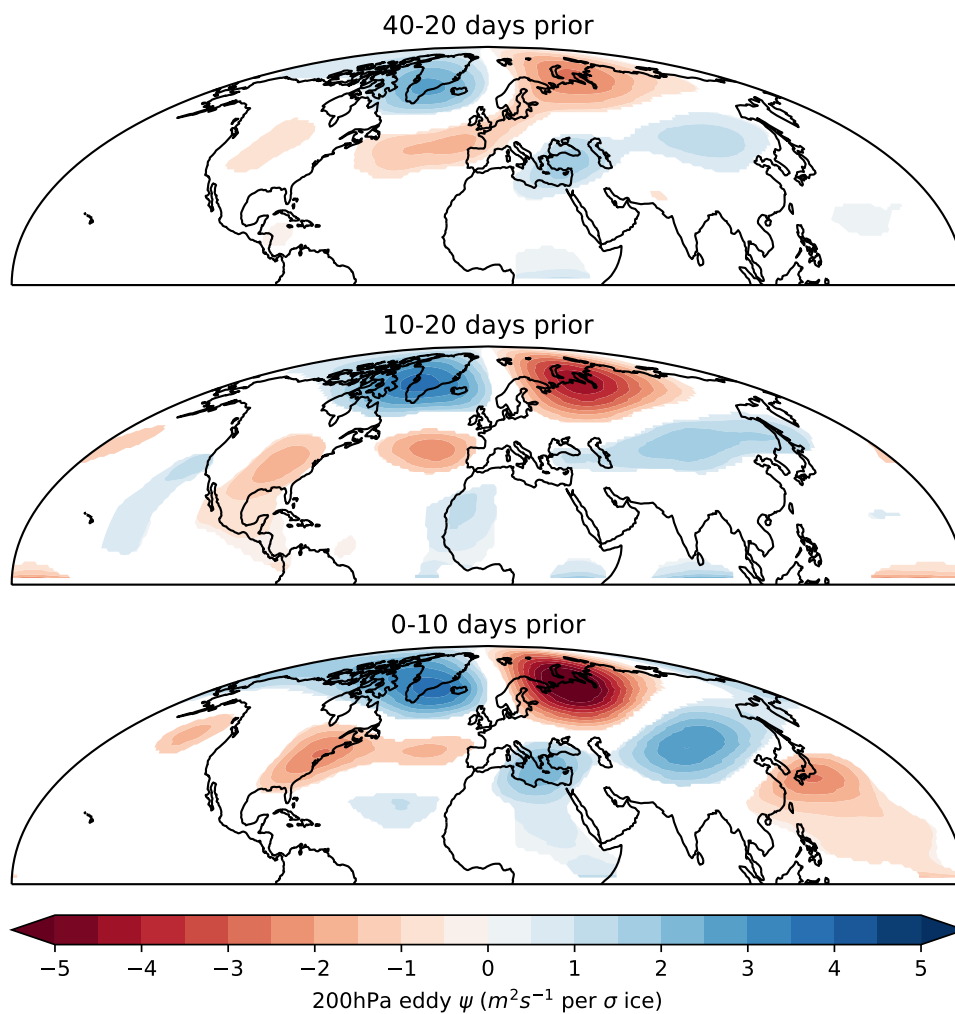 40-20 days prior
10-20 days prior
0-10 days prior
−5 −4 −3 −2 −1 0 1 2 3 4 5
200hPa eddy ψ (m²s⁻¹ per σ ice)